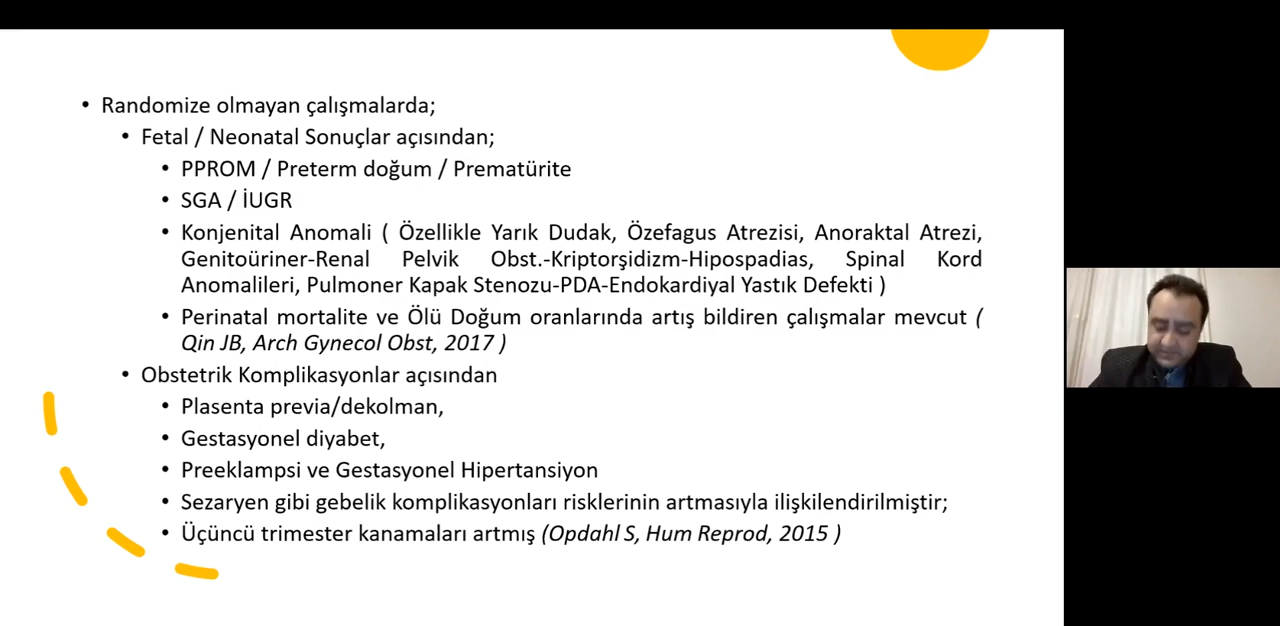 Randomize olmayan çalışmalarda;
Fetal / Neonatal Sonuçlar açısından;
PPROM / Preterm doğum / Prematürite
SGA / İUGR
Konjenital Anomali ( Özellikle Yarık Dudak, Özefagus Atrezisi, Anoraktal Atrezi,
Genitoüriner-Renal Pelvik Obst.-Kriptorşidizm-Hipospadias, Spinal Kord
Anomalileri, Pulmoner Kapak Stenozu-PDA-Endokardiyal Yastık Defekti )
Perinatal mortalite ve Ölü Doğum oranlarında artış bildiren çalışmalar mevcut (
Qin JB, Arch Gynecol Obst, 2017 )
Obstetrik Komplikasyonlar açısından
Plasenta previa/dekolman,
Gestasyonel diyabet,
Preeklampsi ve Gestasyonel Hipertansiyon
Sezaryen gibi gebelik komplikasyonları risklerinin artmasıyla ilişkilendirilmiştir;
Üçüncü trimester kanamaları artmış (Opdahl S, Hum Reprod, 2015 )